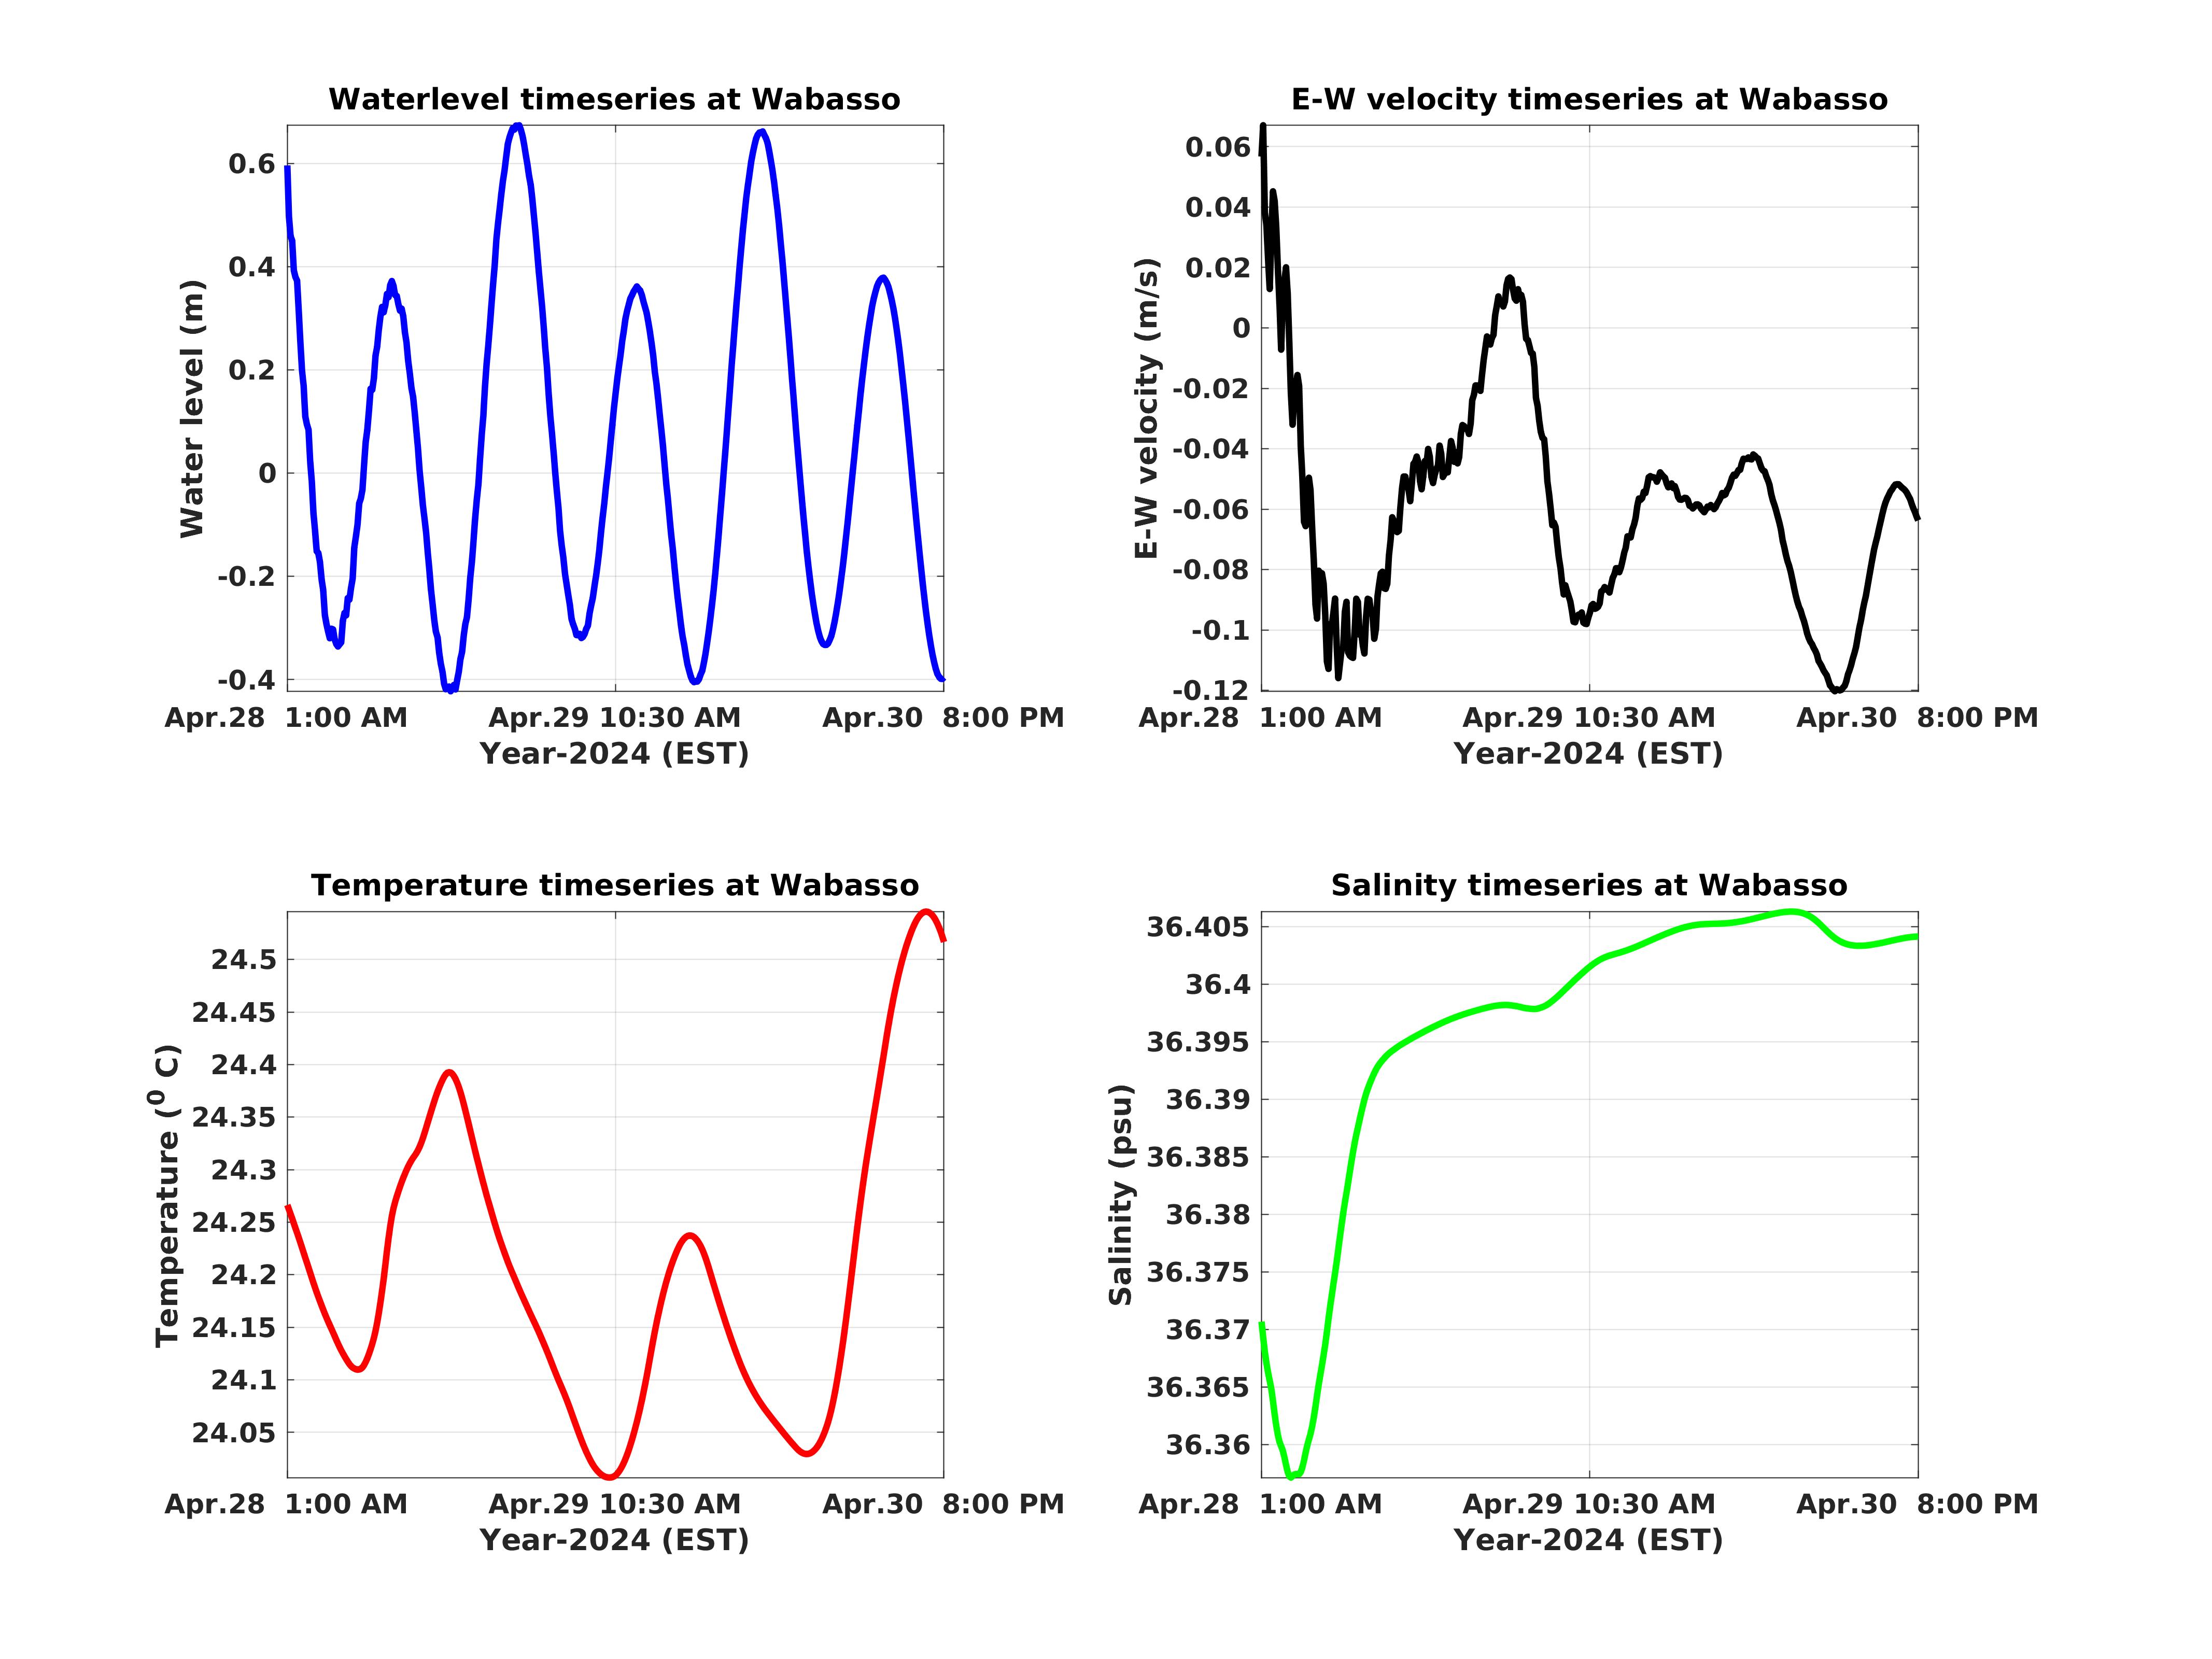 Waterlevel timeseries at Wabasso
0.6
0.4
0.2
0
-0.2
-0.4
Water level (m)
Apr.28 1:00 AM Apr.29 10:30 AM Apr.30 8:00 PM
Year-2024 (EST)
E-W velocity timeseries at Wabasso
0.06
0.04
0.02
0
-0.02
-0.04
-0.06
-0.08
-0.1
-0.12
E-W velocity (m/s)
Apr.28 1:00 AM Apr.29 10:30 AM Apr.30 8:00 PM
Year-2024 (EST)
Temperature timeseries at Wabasso
24.5
24.45
24.4
24.35
24.3
24.25
24.2
24.15
24.1
24.05
Temperature (⁰ C)
Apr.28 1:00 AM Apr.29 10:30 AM Apr.30 8:00 PM
Year-2024 (EST)
Salinity timeseries at Wabasso
36.405
36.4
36.395
36.39
36.385
36.38
36.375
36.37
36.365
36.36
Salinity (psu)
Apr.28 1:00 AM Apr.29 10:30 AM Apr.30 8:00 PM
Year-2024 (EST)